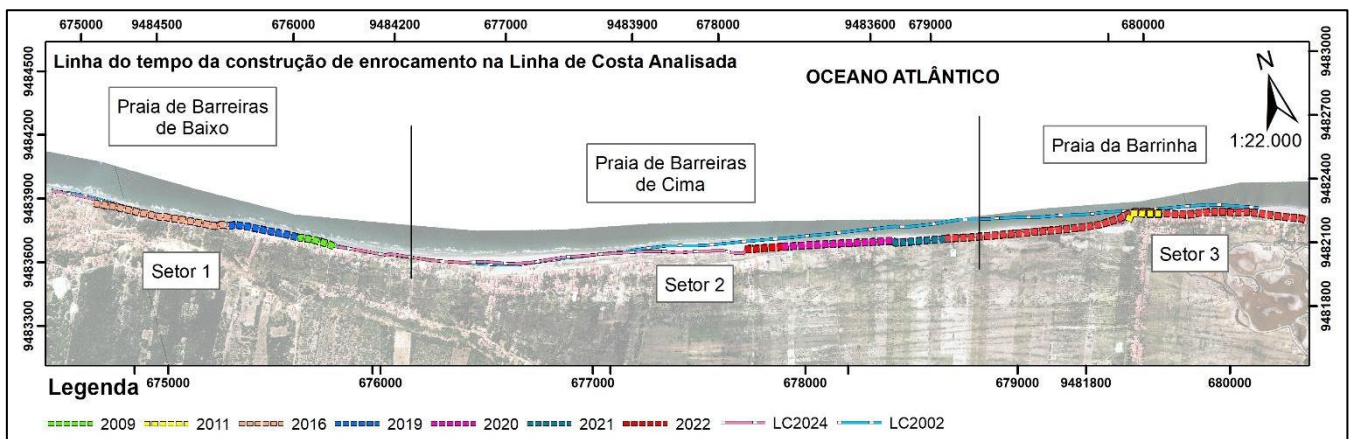 675000 9484500 676000 9484200 677000 9483900 678000 9483600 679000 680000
Linha do tempo da construção de enrocamento na Linha de Costa Analisada
OCEANO ATLÂNTICO
N
1:22.000
Praia de Barreiras
de Baixo
Praia de Barreiras
de Cima
Praia da Barrinha
Setor 1
Setor 2
Setor 3
9484500
9484200
9483900
9483600
9483300
9483000
9482700
9482400
9482100
9481800
675000 676000 677000 678000 679000 9481800 680000
Legenda
2009 2011 2016 2019 2020 2021 2022 LC2024 LC2002